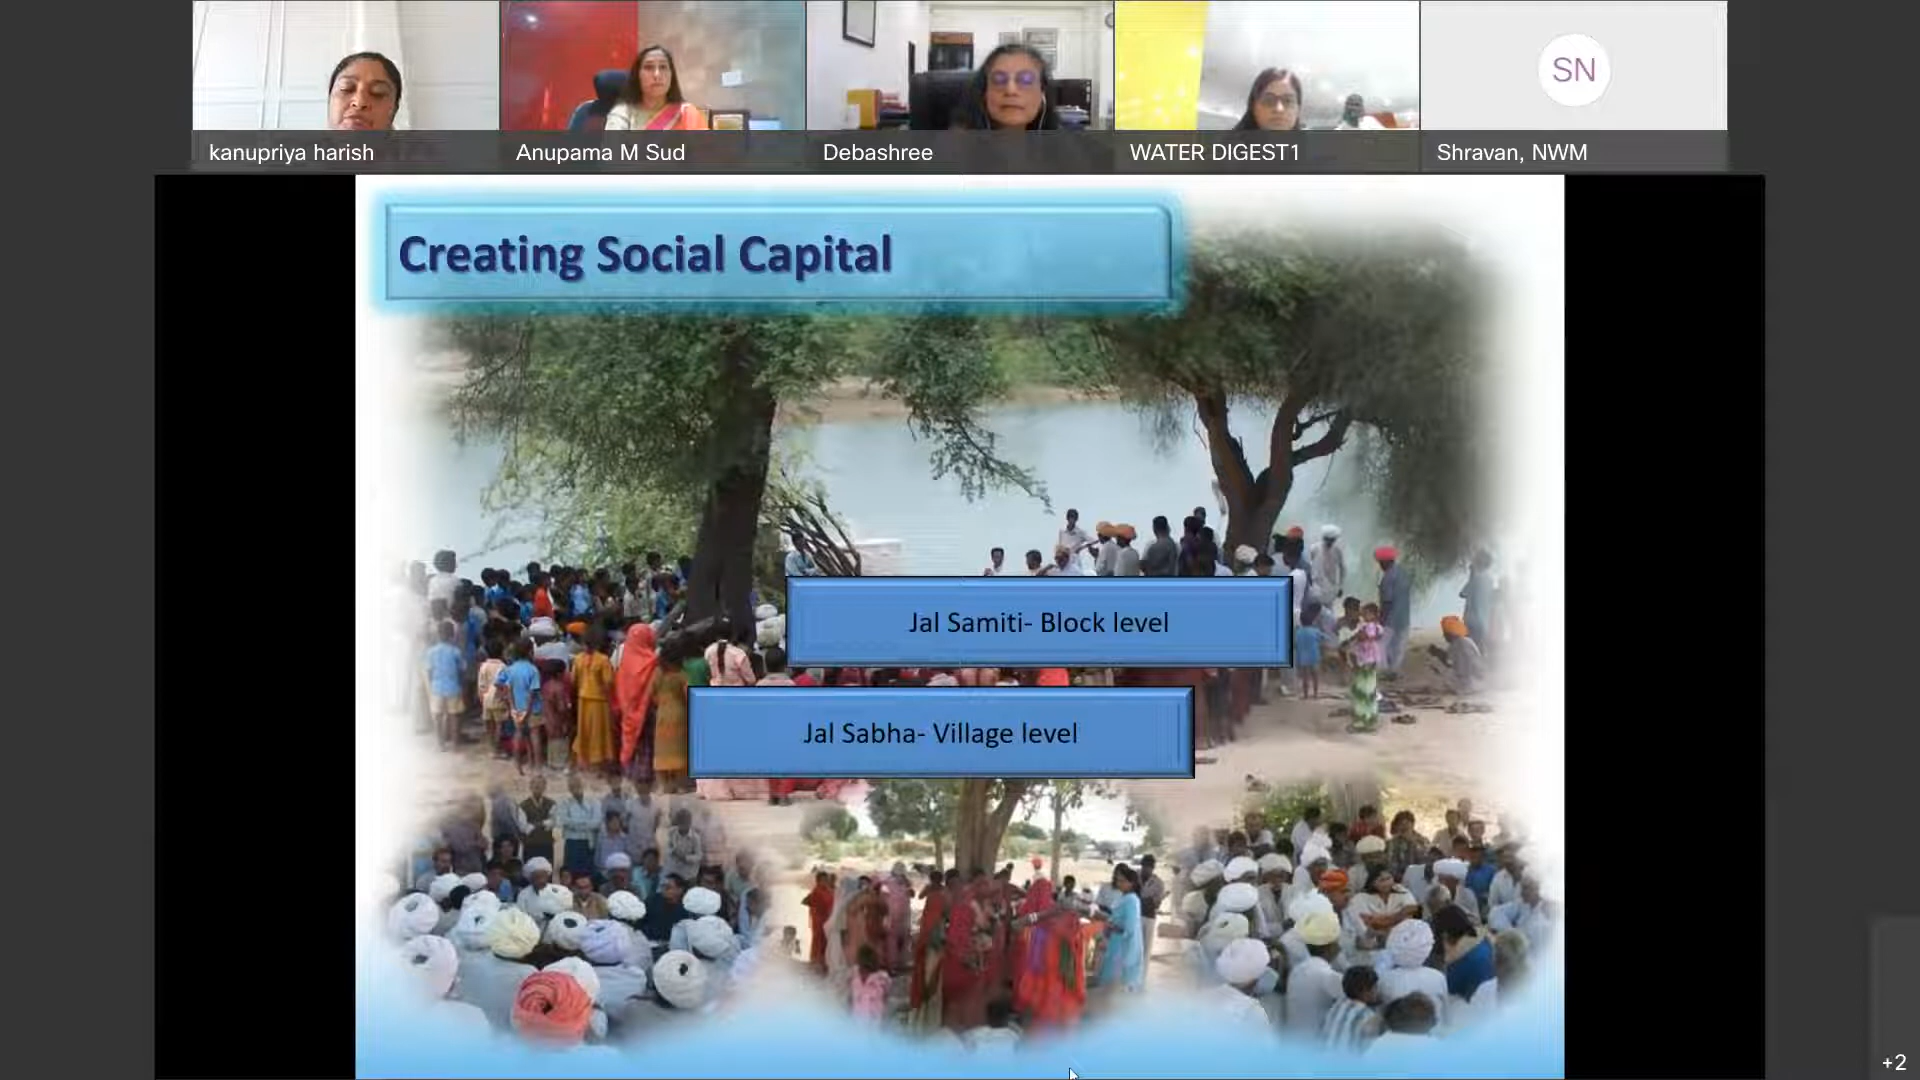 kanupriya harish
Anupama M Sud
Debashree
WATER DIGEST1
SN
Shravan, NWM
Creating Social Capital
Jal Samiti- Block level
Jal Sabha- Village level
+2